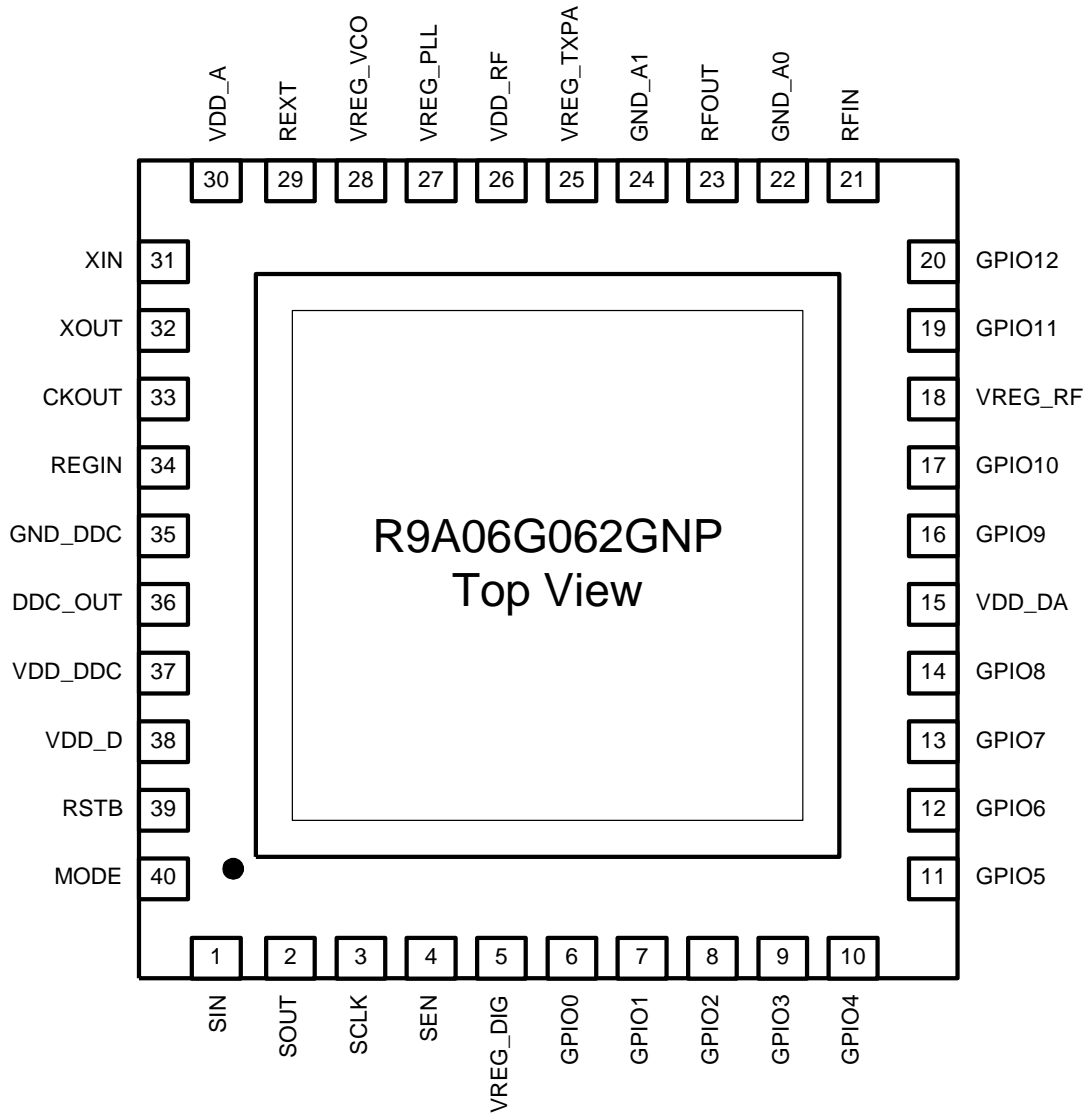 VDD_A
REXT
VREG_VCO
VREG_PLL
VDD_RF
VREG_TXPA
GND_A1
RFOUT
GND_A0
RFIN
30 29 28 27 26 25 24 23 22 21
XIN 31 20 GPIO12
XOUT 32 19 GPIO11
CKOUT 33 18 VREG_RF
REGIN 34 17 GPIO10
GND_DDC 35 16 GPIO9
R9A06G062GNP
Top View
DDC_OUT 36 15 VDD_DA
VDD_DDC 37 14 GPIO8
VDD_D 38 13 GPIO7
RSTB 39 12 GPIO6
MODE 40 11 GPIO5
1 2 3 4 5 6 7 8 9 10
SIN
SOUT
SCLK
SEN
VREG_DIG
GPIO0
GPIO1
GPIO2
GPIO3
GPIO4